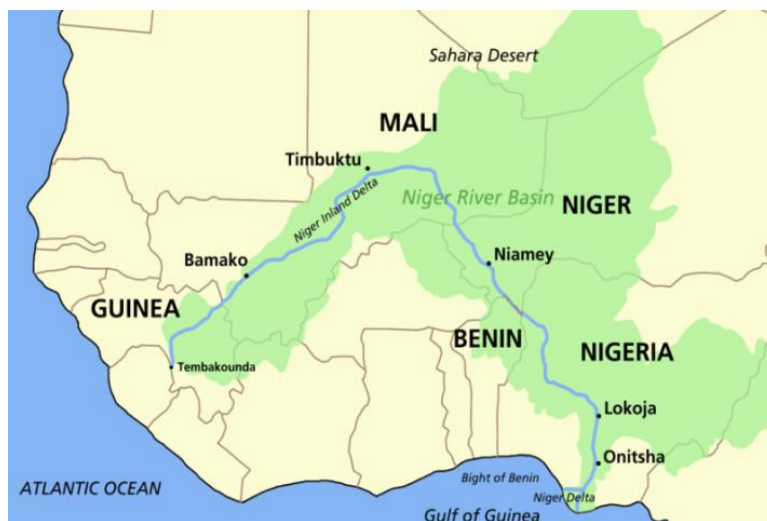 Sahara Desert
MALI
Timbuktu
Niger Inland Delta
Niger River Basin
NIGER
Bamako
Niamey
GUINEA
BENIN
NIGERIA
Tembakounda
Lokoja
Onitsha
ATLANTIC OCEAN
Bight of Benin
Niger Delta
Gulf of Guinea